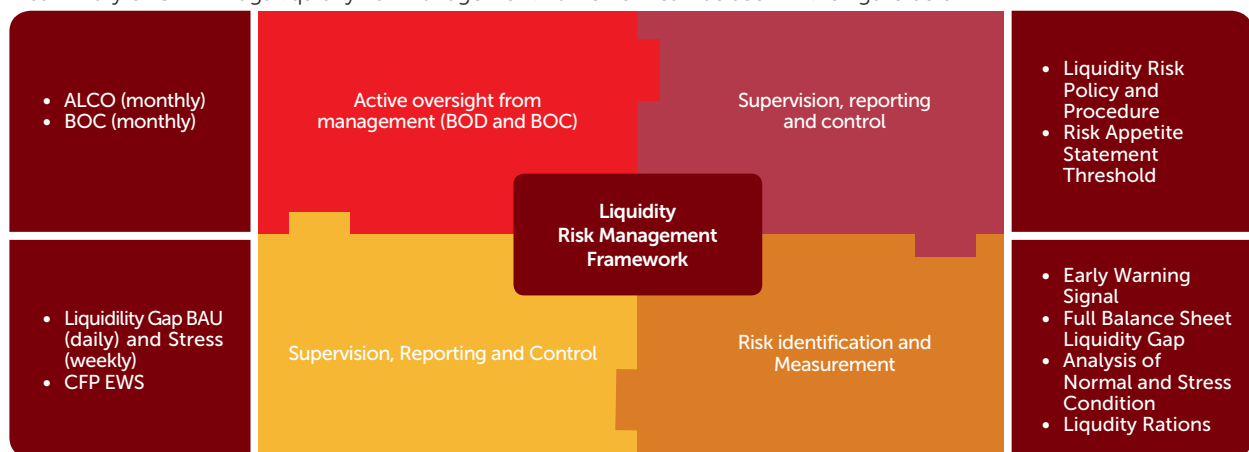 • ALCO (monthly)
• BOC (monthly)
Active oversight from
management (BOD and BOC)
Supervision, reporting
and control
• Liquidity Risk
Policy and
Procedure
• Risk Appetite
Statement
Threshold
Liquidity
Risk Management
Framework
• Liquidility Gap BAU
(daily) and Stress
(weekly)
• CFP EWS
Supervision, Reporting and Control
Risk identification and
Measurement
• Early Warning
Signal
• Full Balance Sheet
Liquidity Gap
• Analysis of
Normal and Stress
Condition
• Liqudity Rations